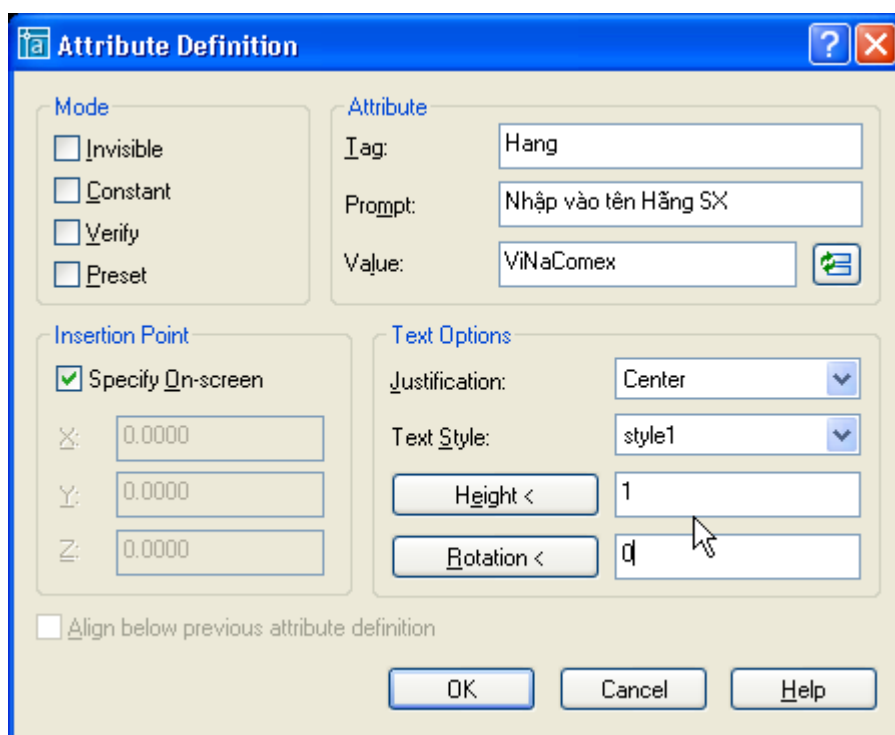 Attribute Definition
Mode
Invisible
Constant
Verify
Preset
Attribute
Tag: Hang
Prompt: Nhập vào tên Hãng SX
Value: ViNaComex
Insertion Point
Specify On-screen
X: 0.0000
Y: 0.0000
Z: 0.0000
Text Options
Justification: Center
Text Style: style1
Height < 1
Rotation < 0
Align below previous attribute definition
OK Cancel Help